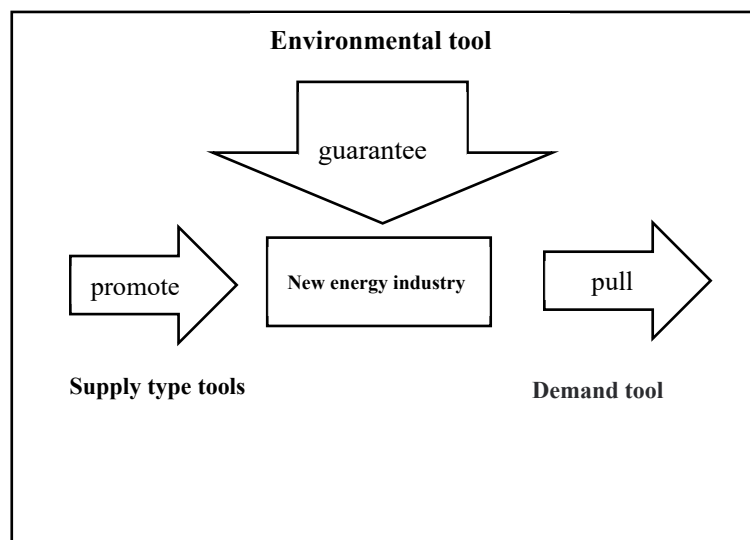 Environmental tool
guarantee
promote
New energy industry
pull
Supply type tools
Demand tool